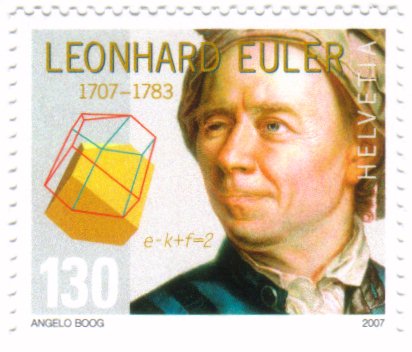 LEONHARD EULER
1707–1783
HELVETIA
e-k+f=2
130
ANGELO BOOG
2007